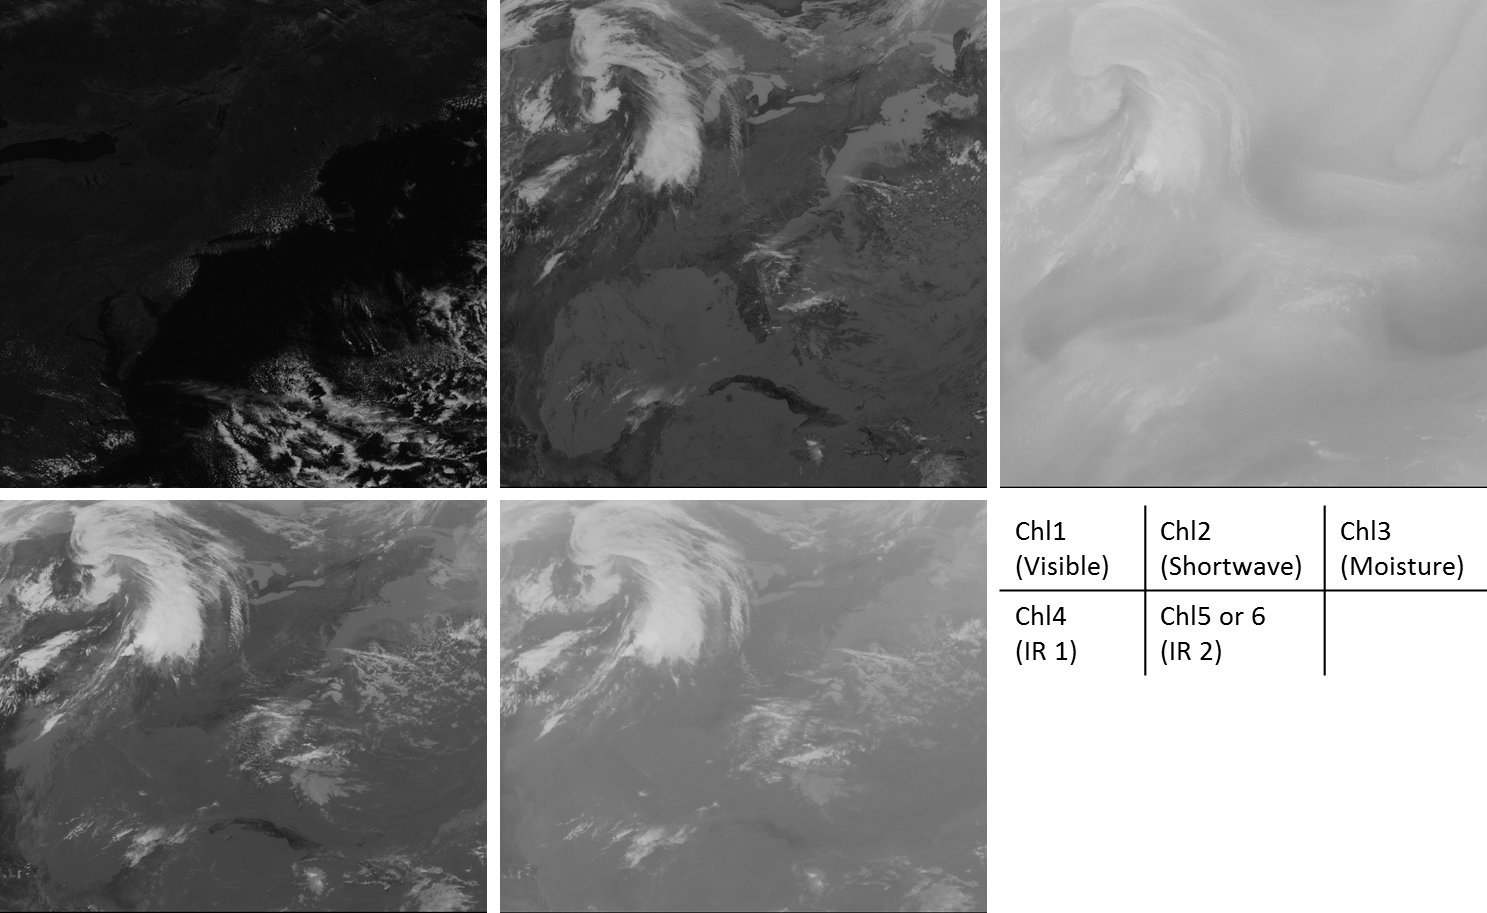 Chl1
(Visible)
Chl2
(Shortwave)
Chl3
(Moisture)
Chl4
(IR 1)
Chl5 or 6
(IR 2)